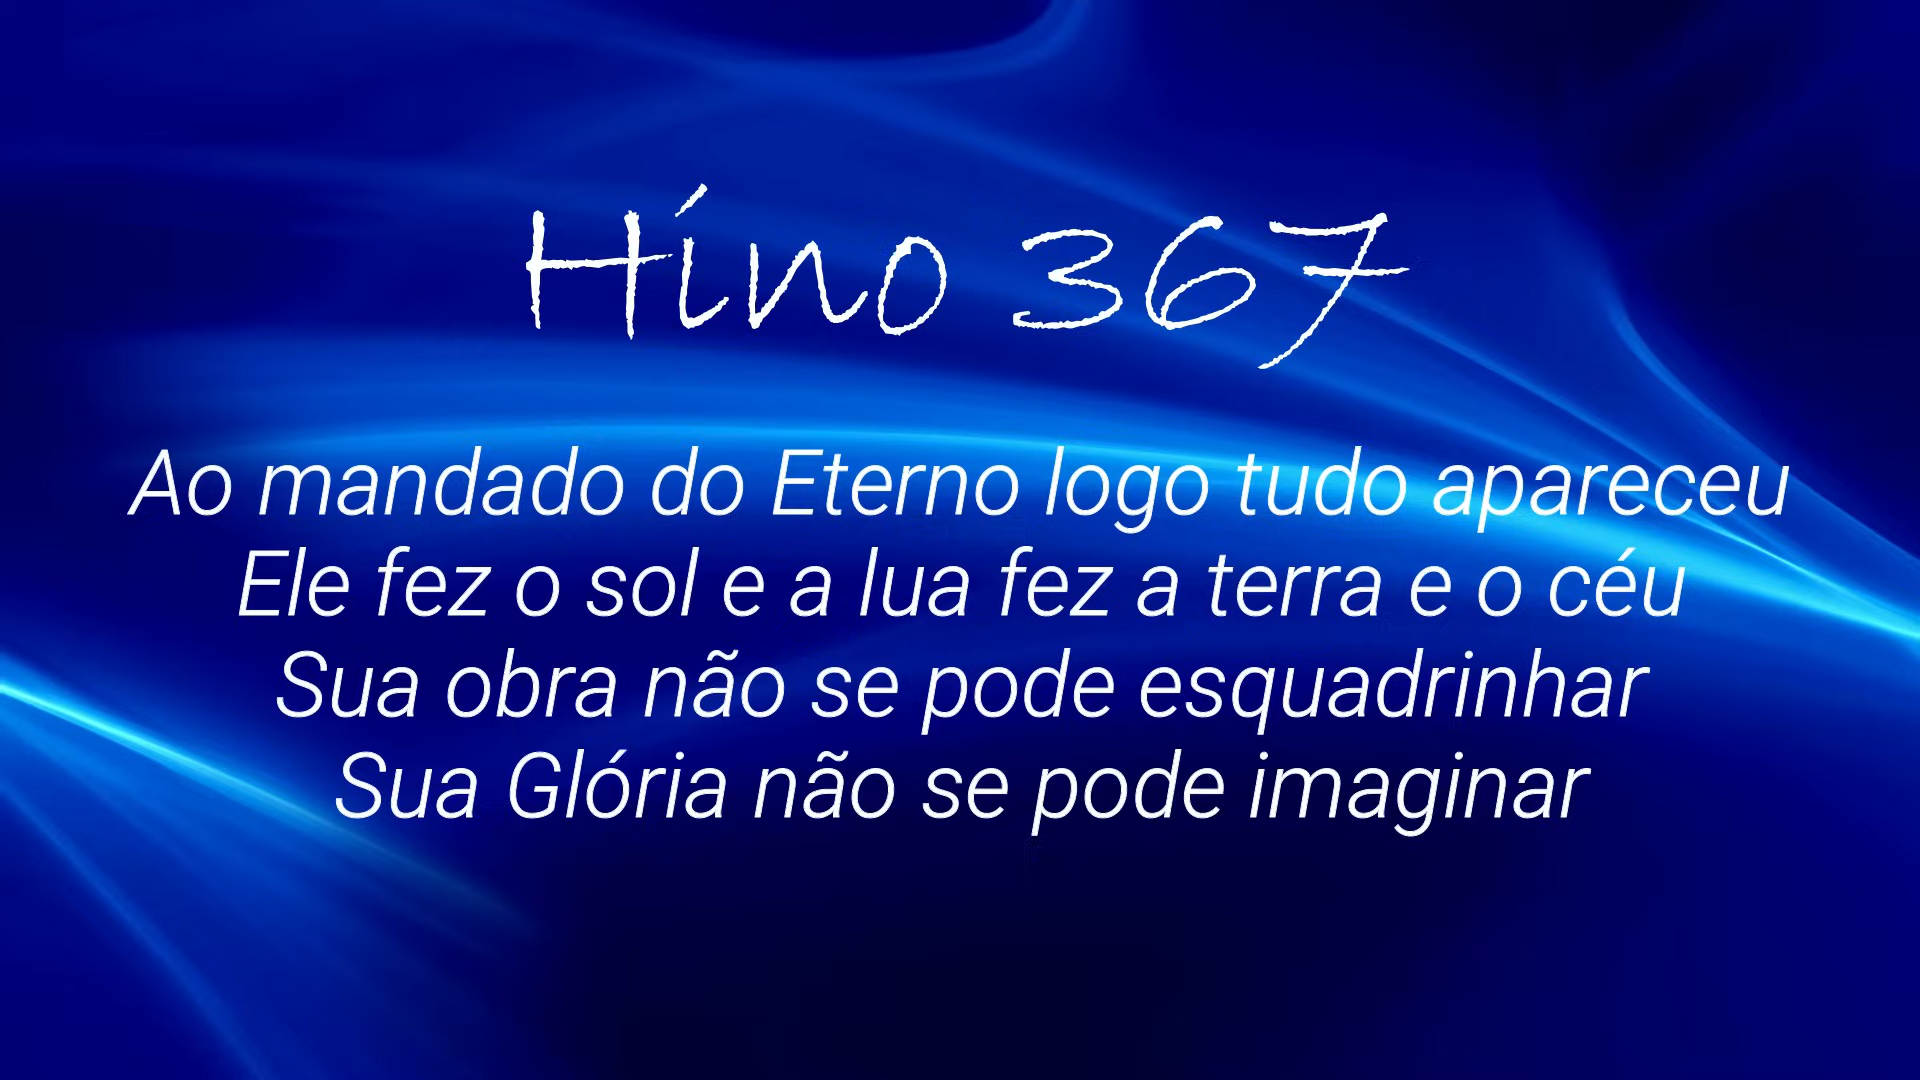 Hino 367
Ao mandado do Eterno logo tudo apareceu
Ele fez o sol e a lua fez a terra e o céu
Sua obra não se pode esquadrinhar
Sua Glória não se pode imaginar